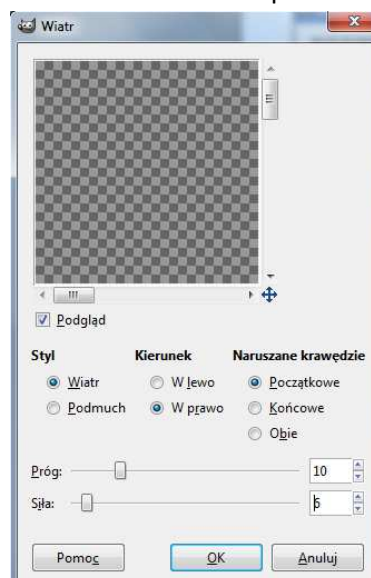 Wiatr
Podgląd
Styl Kierunek Naruszane krawędzie
Wiatr W lewo Początkowe
Podmuch W prawo Końcowe
Obie
Próg: 10
Siła:
Pomoc OK Anuluj